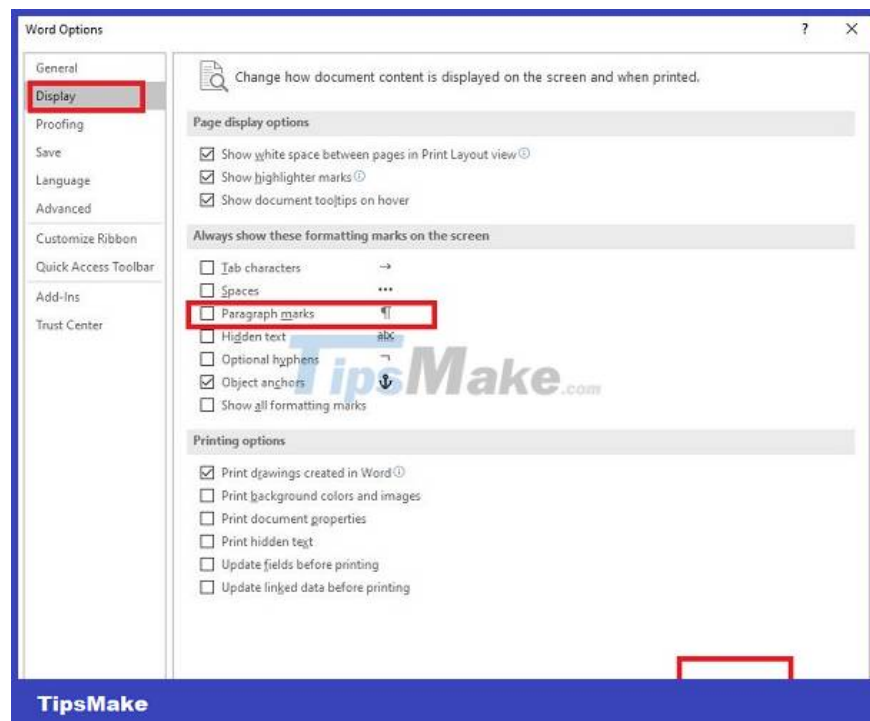 Word Options
? ×
General
Display
Proofing
Save
Language
Advanced
Customize Ribbon
Quick Access Toolbar
Add-Ins
Trust Center
Change how document content is displayed on the screen and when printed.
Page display options
Show white space between pages in Print Layout view
Show highlighter marks
Show document tooltips on hover
Always show these formatting marks on the screen
Tab characters →
Spaces •••
Paragraph marks ¶
Hidden text abc
Optional hyphens ¬
Object anchors
Show all formatting marks
TipsMake.com
Printing options
Print drawings created in Word
Print background colors and images
Print document properties
Print hidden text
Update fields before printing
Update linked data before printing
TipsMake